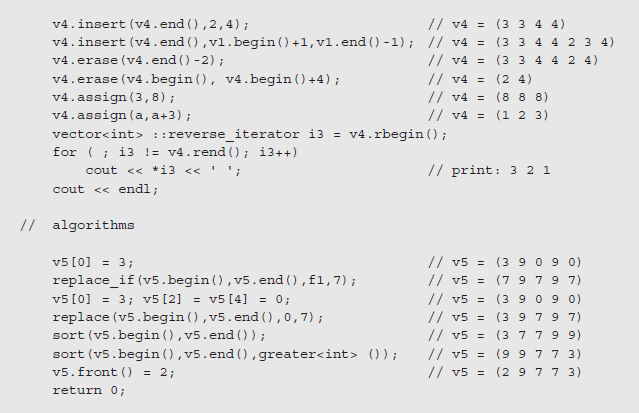 v4.insert(v4.end(),2,4); // v4 = (3 3 4 4)
v4.insert(v4.end(),v1.begin()+1,v1.end()-1); // v4 = (3 3 4 4 2 3 4)
v4.erase(v4.end()-2); // v4 = (3 3 4 4 2 4)
v4.erase(v4.begin(), v4.begin()+4); // v4 = (2 4)
v4.assign(3,8); // v4 = (8 8 8)
v4.assign(a,a+3); // v4 = (1 2 3)
vector<int> ::reverse_iterator i3 = v4.rbegin();
for ( ; i3 != v4.rend(); i3++)
cout << *i3 << ' '; // print: 3 2 1
cout << endl;
// algorithms
v5[0] = 3; // v5 = (3 9 0 9 0)
replace_if(v5.begin(),v5.end(),f1,7); // v5 = (7 9 7 9 7)
v5[0] = 3; v5[2] = v5[4] = 0; // v5 = (3 9 0 9 0)
replace(v5.begin(),v5.end(),0,7); // v5 = (3 9 7 9 7)
sort(v5.begin(),v5.end()); // v5 = (3 7 7 9 9)
sort(v5.begin(),v5.end(),greater<int> ()); // v5 = (9 9 7 7 3)
v5.front() = 2; // v5 = (2 9 7 7 3)
return 0;